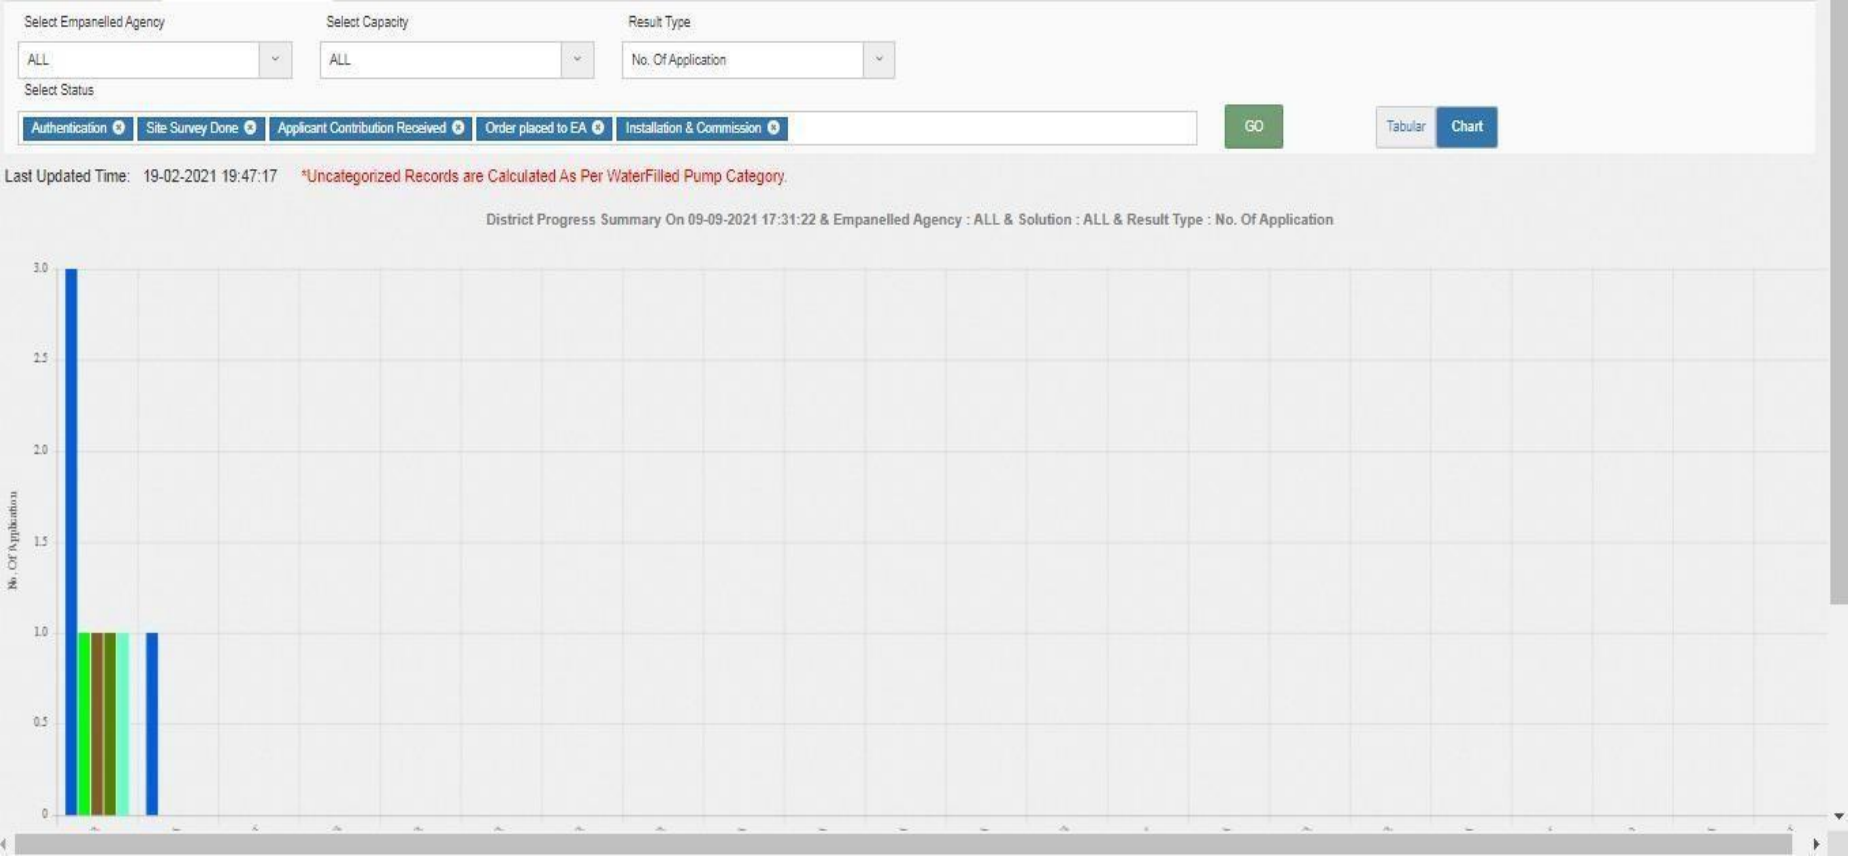 Select Empanelled Agency Select Capacity Result Type
ALL ALL No. Of Application
Select Status
Authentication Site Survey Done Applicant Contribution Received Order placed to EA Installation & Commission GO Tabular Chart
Last Updated Time: 19-02-2021 19:47:17 *Uncategorized Records are Calculated As Per WaterFilled Pump Category.
District Progress Summary On 09-09-2021 17:31:22 & Empanelled Agency : ALL & Solution : ALL & Result Type : No. Of Application
3.0
2.5
2.0
No. Of Application
1.5
1.0
0.5
0